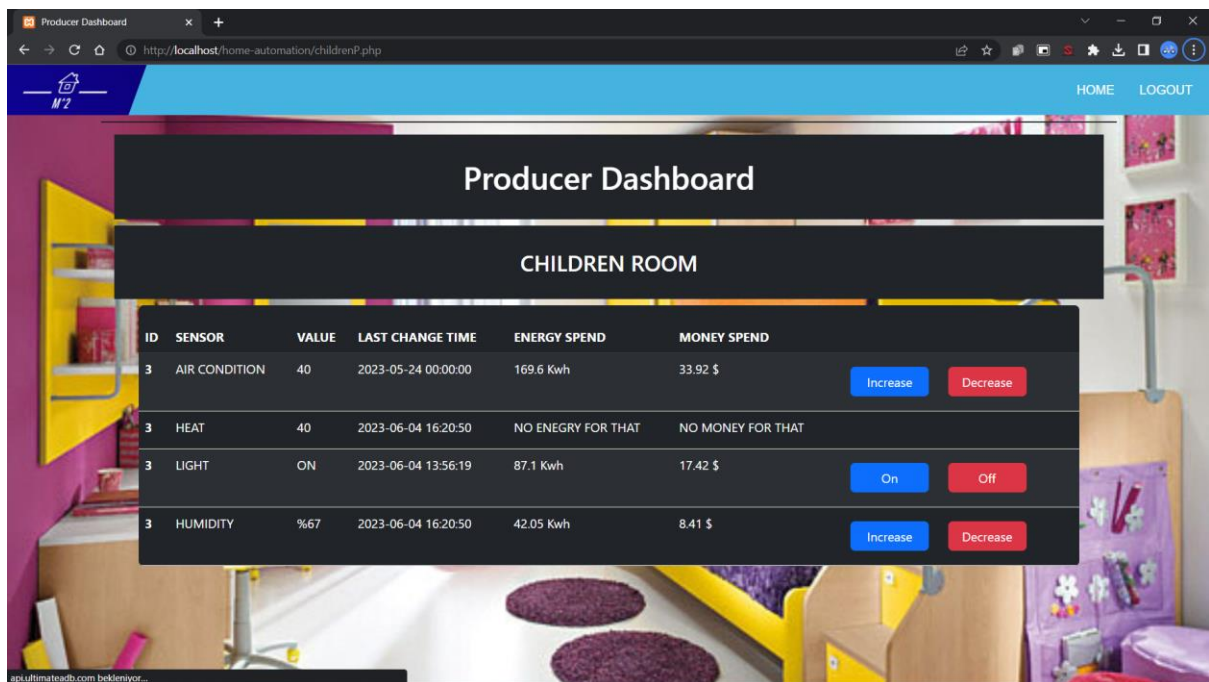 Producer Dashboard
http://localhost/home-automation/childrenP.php
M^2
HOME LOGOUT
Producer Dashboard
CHILDREN ROOM
ID SENSOR VALUE LAST CHANGE TIME ENERGY SPEND MONEY SPEND
3 AIR CONDITION 40 2023-05-24 00:00:00 169.6 Kwh 33.92 $ Increase Decrease
3 HEAT 40 2023-06-04 16:20:50 NO ENEGRY FOR THAT NO MONEY FOR THAT
3 LIGHT ON 2023-06-04 13:56:19 87.1 Kwh 17.42 $ On Off
3 HUMIDITY %67 2023-06-04 16:20:50 42.05 Kwh 8.41 $ Increase Decrease
api.ultimateadb.com bekleniyor...